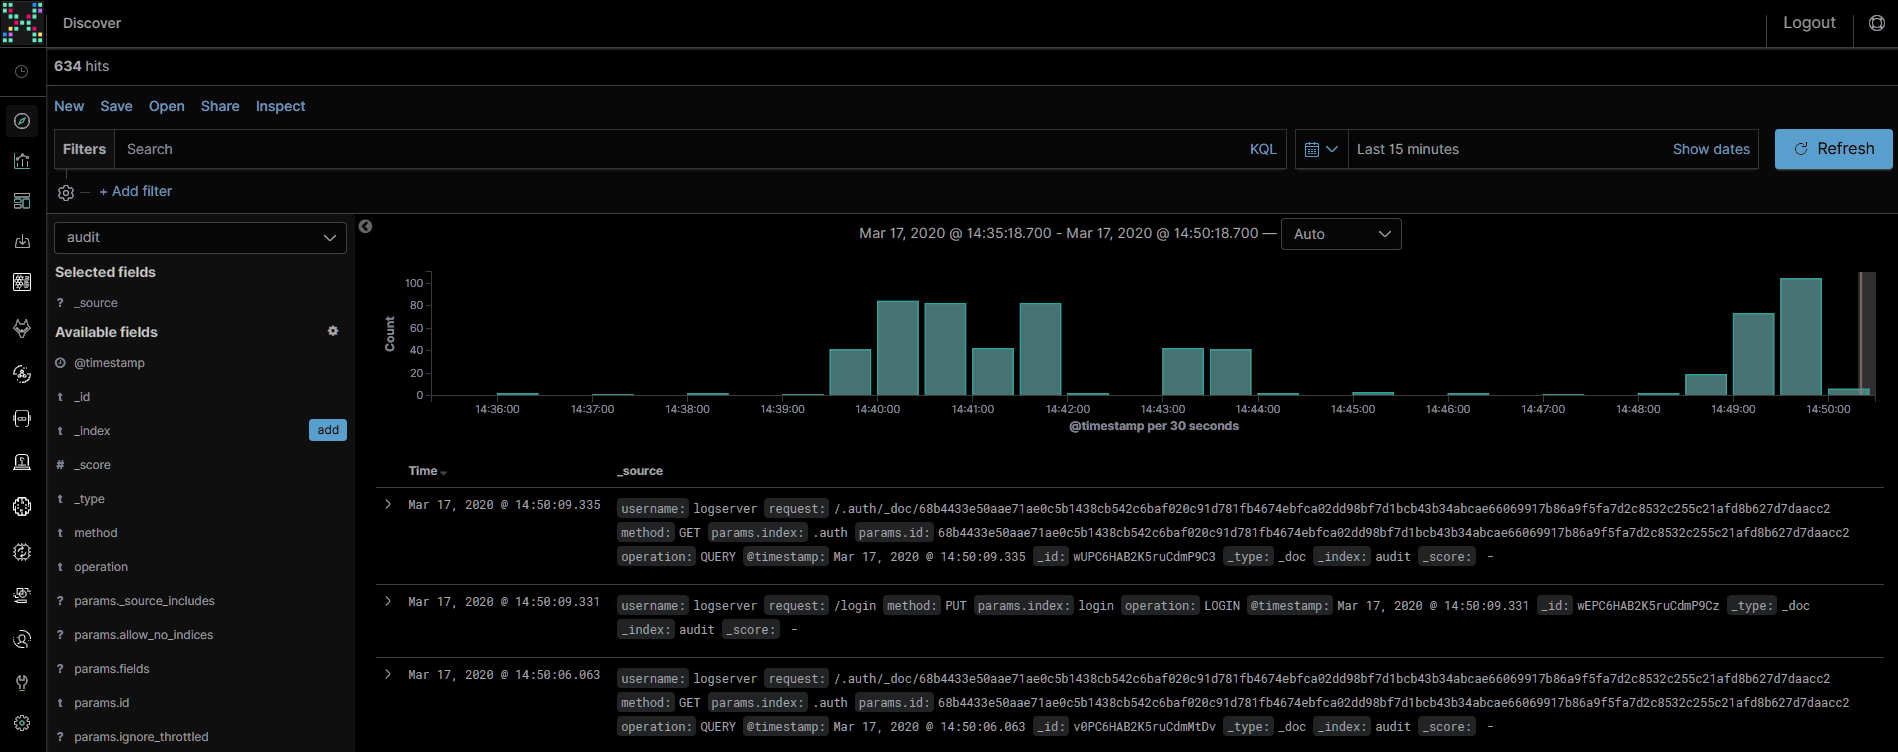 Discover
Logout
634 hits
New Save Open Share Inspect
Filters Search KQL Last 15 minutes Show dates Refresh
+ Add filter
audit
Selected fields
? _source
Available fields
@timestamp
t _id
t _index add
# _score
t _type
t method
t operation
? params._source_includes
? params.allow_no_indices
? params.fields
t params.id
? params.ignore_throttled
Mar 17, 2020 @ 14:35:18.700 - Mar 17, 2020 @ 14:50:18.700 — Auto
Count
100
80
60
40
20
0
14:36:00 14:37:00 14:38:00 14:39:00 14:40:00 14:41:00 14:42:00 14:43:00 14:44:00 14:45:00 14:46:00 14:47:00 14:48:00 14:49:00 14:50:00
@timestamp per 30 seconds
Time _source
Mar 17, 2020 @ 14:50:09.335 username: logserver request: /.auth/_doc/68b4433e50aae71ae0c5b1438cb542c6baf020c91d781fb4674ebfca02dd98bf7d1bcb43b34abcae66069917b86a9f5fa7d2c8532c255c21afd8b627d7daacc2
method: GET params.index: .auth params.id: 68b4433e50aae71ae0c5b1438cb542c6baf020c91d781fb4674ebfca02dd98bf7d1bcb43b34abcae66069917b86a9f5fa7d2c8532c255c21afd8b627d7daacc2
operation: QUERY @timestamp: Mar 17, 2020 @ 14:50:09.335 _id: wUPC6HAB2K5ruCdmP9C3 _type: _doc _index: audit _score: -
Mar 17, 2020 @ 14:50:09.331 username: logserver request: /login method: PUT params.index: login operation: LOGIN @timestamp: Mar 17, 2020 @ 14:50:09.331 _id: wEPC6HAB2K5ruCdmP9Cz _type: _doc
_index: audit _score: -
Mar 17, 2020 @ 14:50:06.063 username: logserver request: /.auth/_doc/68b4433e50aae71ae0c5b1438cb542c6baf020c91d781fb4674ebfca02dd98bf7d1bcb43b34abcae66069917b86a9f5fa7d2c8532c255c21afd8b627d7daacc2
method: GET params.index: .auth params.id: 68b4433e50aae71ae0c5b1438cb542c6baf020c91d781fb4674ebfca02dd98bf7d1bcb43b34abcae66069917b86a9f5fa7d2c8532c255c21afd8b627d7daacc2
operation: QUERY @timestamp: Mar 17, 2020 @ 14:50:06.063 _id: v0PC6HAB2K5ruCdmMtDv _type: _doc _index: audit _score: -